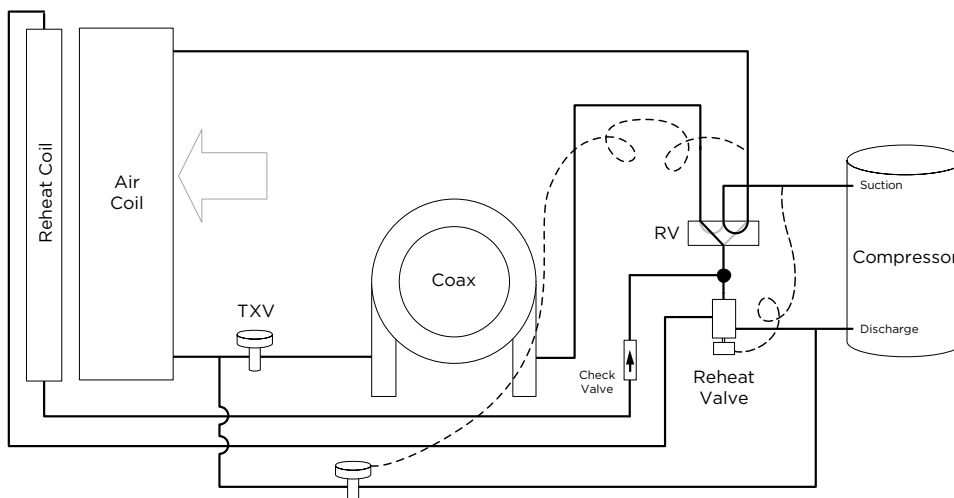 Reheat Coil
Air
Coil
TXV
Coax
RV
Suction
Compressor
Discharge
Check
Valve
Reheat
Valve